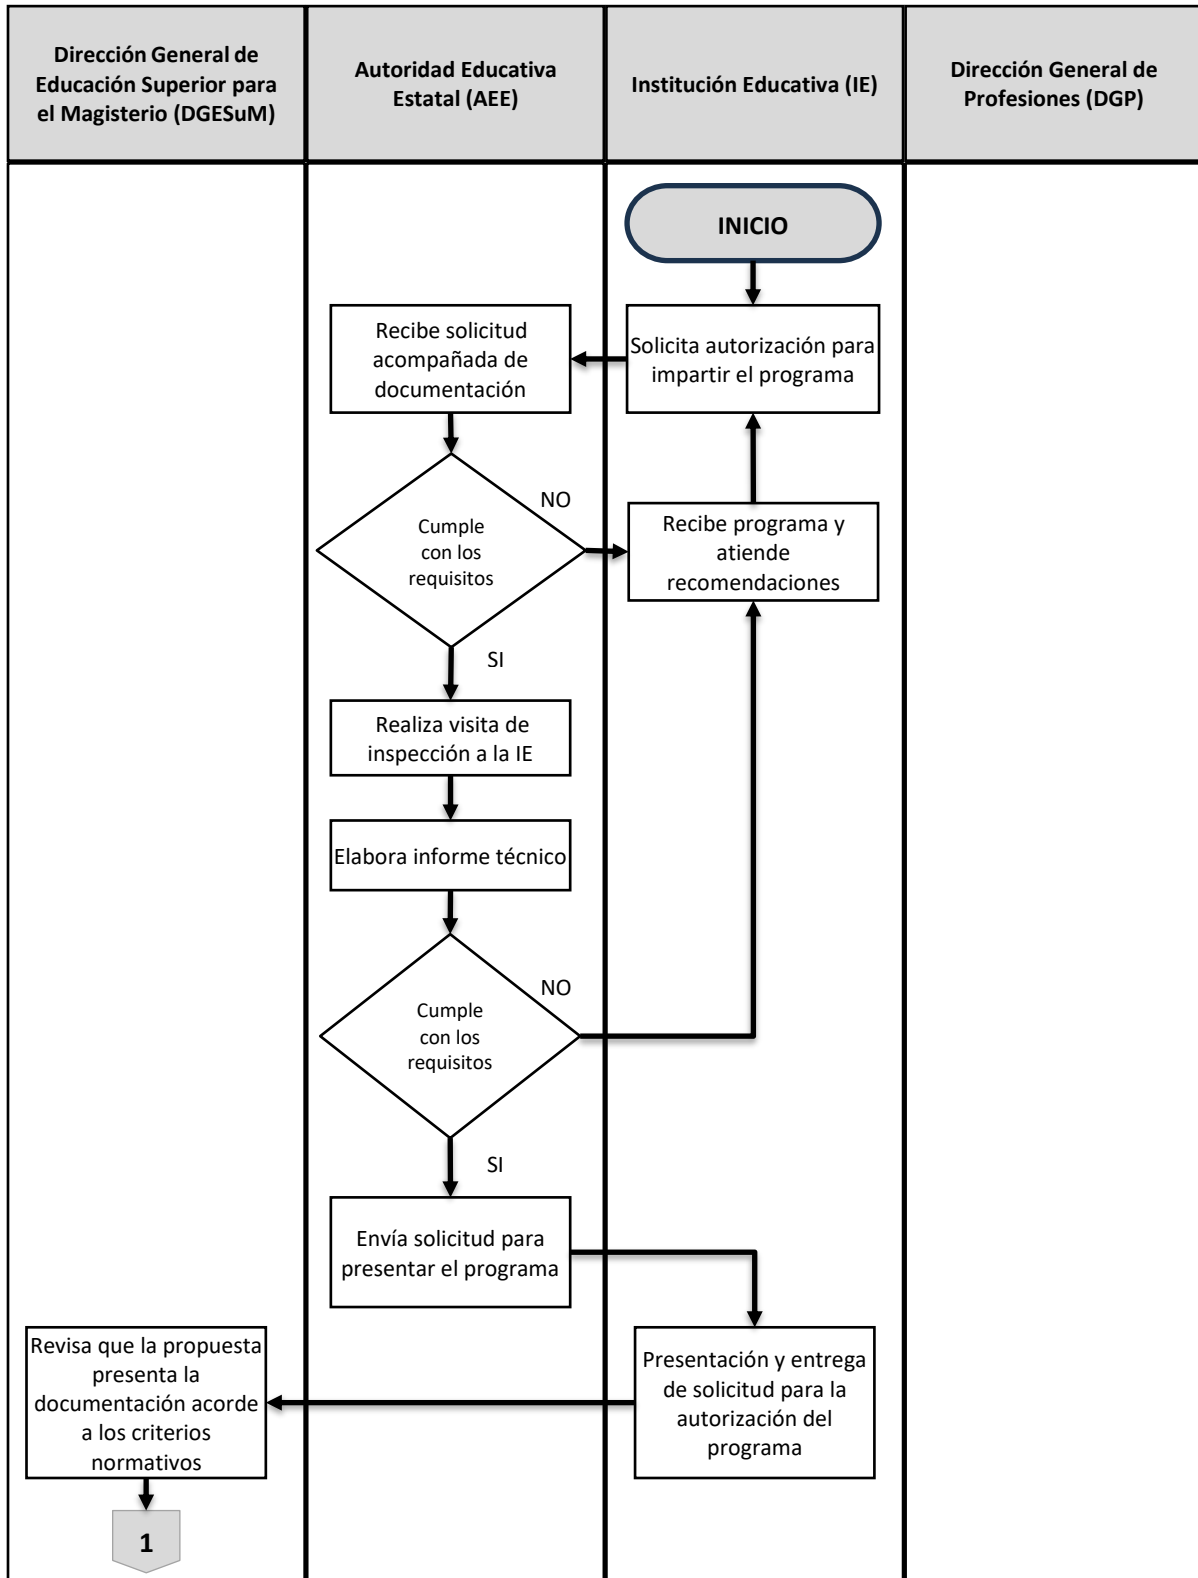 Dirección General de
Educación Superior para
el Magisterio (DGESuM)
Autoridad Educativa
Estatal (AEE)
Institución Educativa (IE)
Dirección General de
Profesiones (DGP)
INICIO
Solicita autorización para
impartir el programa
Recibe solicitud
acompañada de
documentación
Cumple
con los
requisitos
NO
Recibe programa y
atiende
recomendaciones
SI
Realiza visita de
inspección a la IE
Elabora informe técnico
Cumple
con los
requisitos
NO
SI
Envía solicitud para
presentar el programa
Presentación y entrega
de solicitud para la
autorización del
programa
Revisa que la propuesta
presenta la
documentación acorde
a los criterios
normativos
1